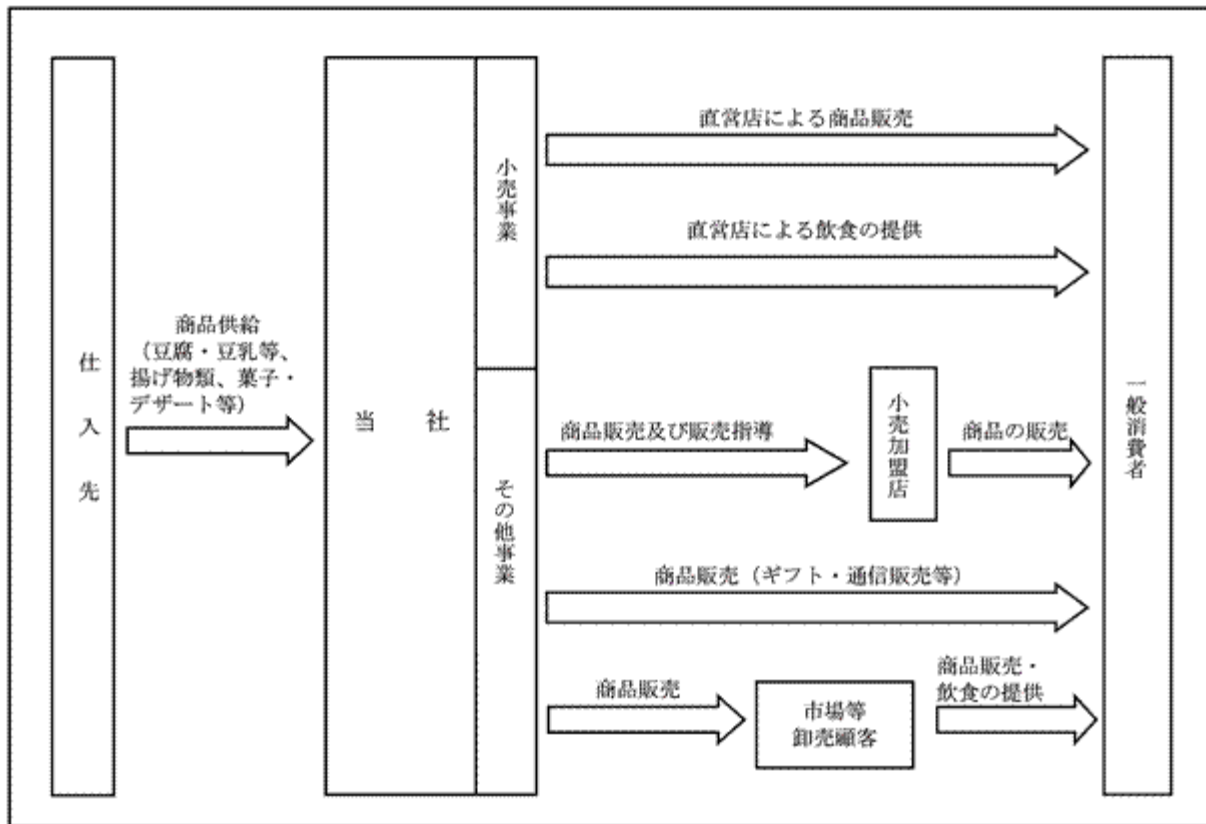 仕入先
商品供給
（豆腐・豆乳等、
揚げ物類、菓子・
デザート等）
当社
小売事業
直営店による商品販売
直営店による飲食の提供
その他事業
商品販売及び販売指導
小売加盟店
商品の販売
商品販売（ギフト・通信販売等）
商品販売
市場等
卸売顧客
商品販売・
飲食の提供
一般消費者